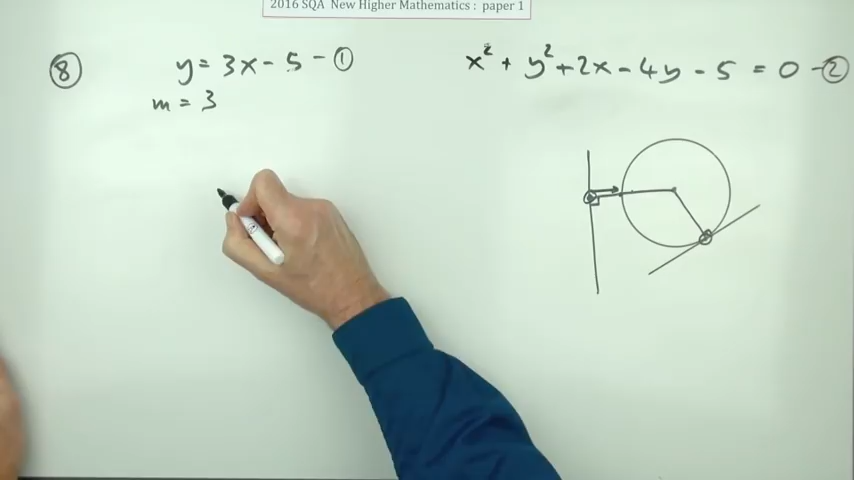 2016 SQA New Higher Mathematics : paper 1
⑧ y = 3x - 5 - ① x² + y² + 2x - 4y - 5 = 0 - ②
m = 3